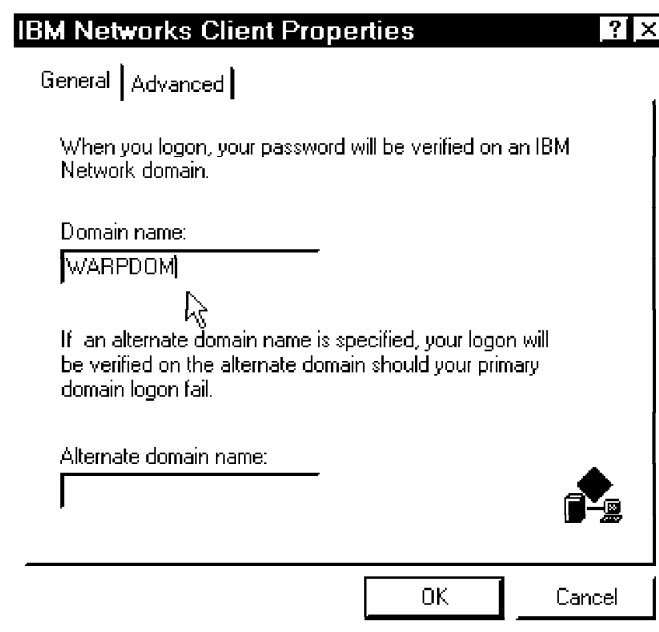 IBM Networks Client Properties
? ×
General Advanced
When you logon, your password will be verified on an IBM
Network domain.
Domain name:
WARPDOM
If an alternate domain name is specified, your logon will
be verified on the alternate domain should your primary
domain logon fail.
Alternate domain name:
OK Cancel